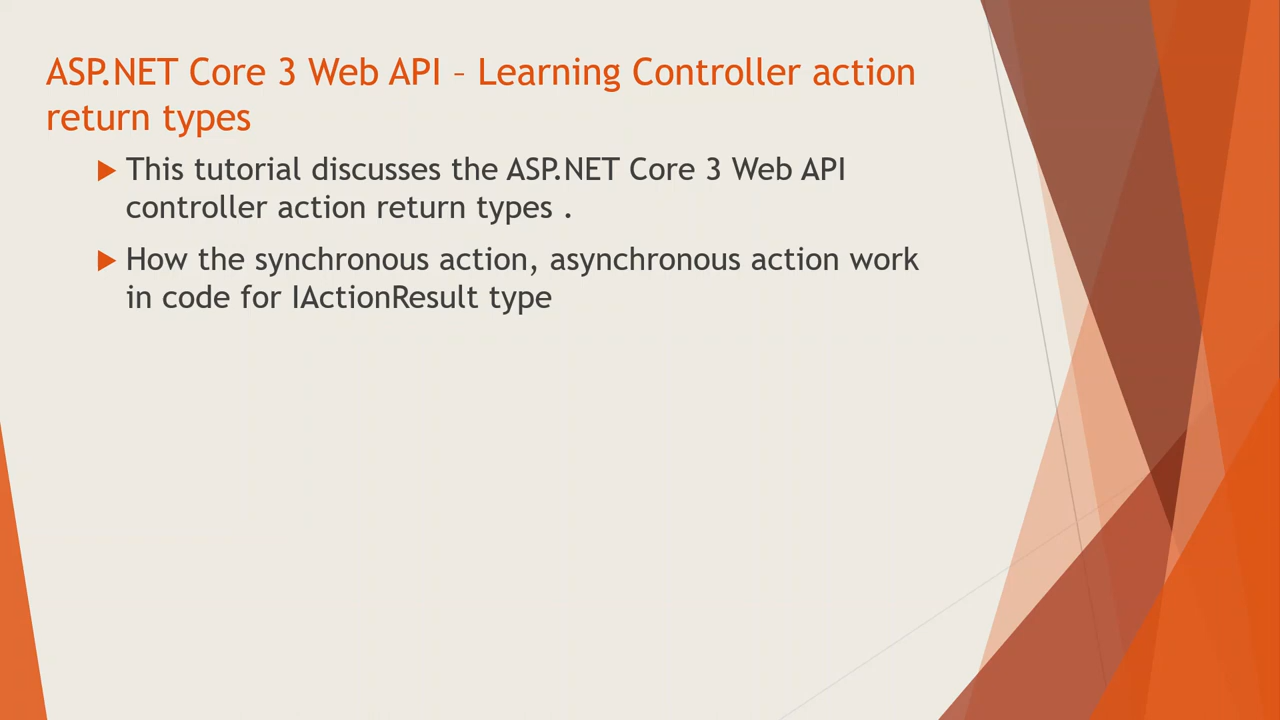 ASP.NET Core 3 Web API – Learning Controller action
return types
This tutorial discusses the ASP.NET Core 3 Web API
controller action return types .
How the synchronous action, asynchronous action work
in code for IActionResult type